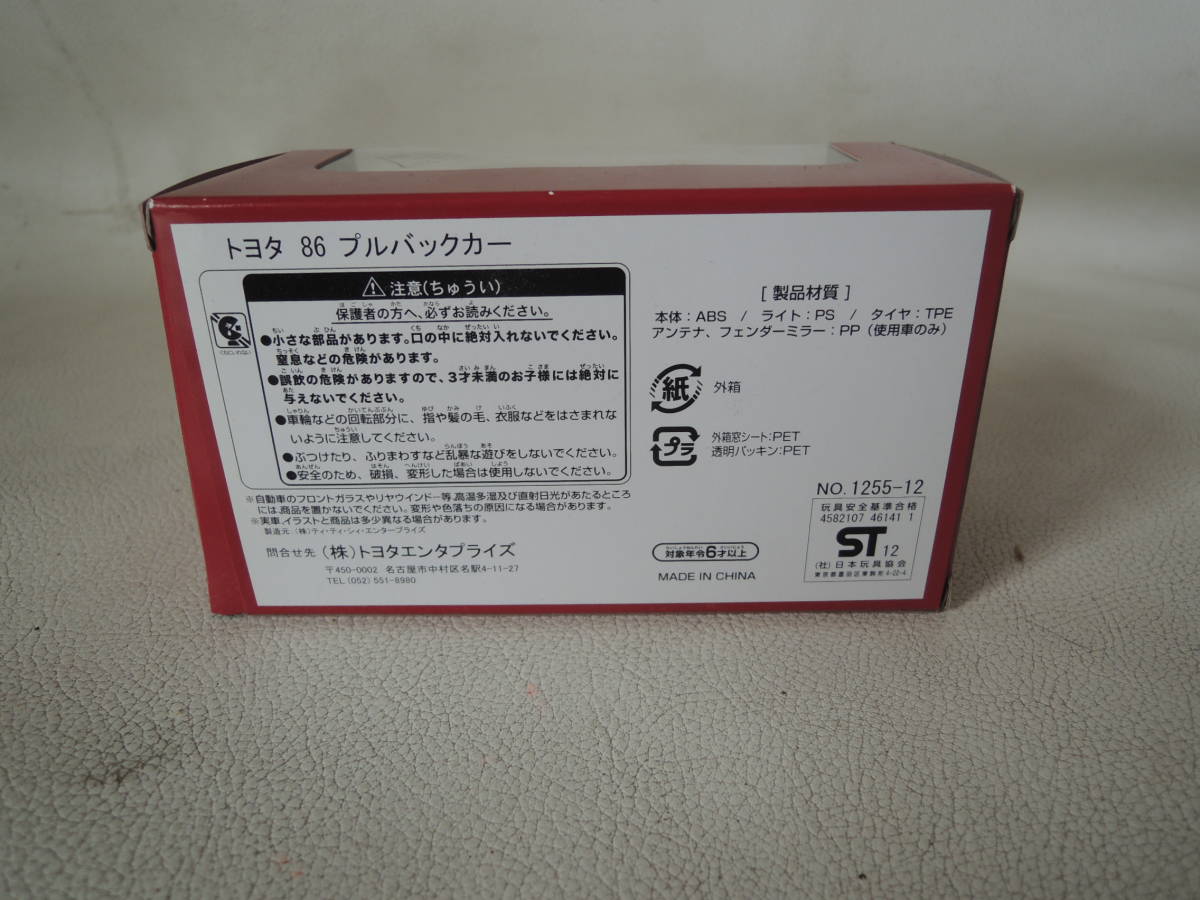 トヨタ 86 プルバックカー
注意(ちゅうい)
保護者の方へ、必ずお読みください。
●小さな部品があります。口の中に絶対入れないでください。
窒息などの危険があります。
●誤飲の危険がありますので、3才未満のお子様には絶対に
与えないでください。
●車輪などの回転部分に、指や髪の毛、衣服などをはさまれな
いように注意してください。
●ぶつけたり、ふりまわすなど乱暴な遊びをしないでください。
●安全のため、破損、変形した場合は使用しないでください。
※自動車のフロントガラスやリヤウインドー等、高温多湿及び直射日光があたるところ
には、商品を置かないでください。変形や色落ちの原因になる場合があります。
※実車、イラストと商品は多少異なる場合があります。
製造元 (株)ティ・ティ・シィ・エンタープライズ
問合せ先 (株)トヨタエンタプライズ
〒450-0002 名古屋市中村区名駅4-11-27
TEL (052) 551-8980
[ 製品材質 ]
本体:ABS / ライト:PS / タイヤ:TPE
アンテナ、フェンダーミラー:PP (使用車のみ)
紙 外箱
プラ 外箱窓シート:PET
透明パッキン:PET
NO. 1255-12
玩具安全基準合格
4582107 46141 1
ST 12
(社)日本玩具協会
東京都墨田区東駒形4-22-4
対象年令6才以上
MADE IN CHINA